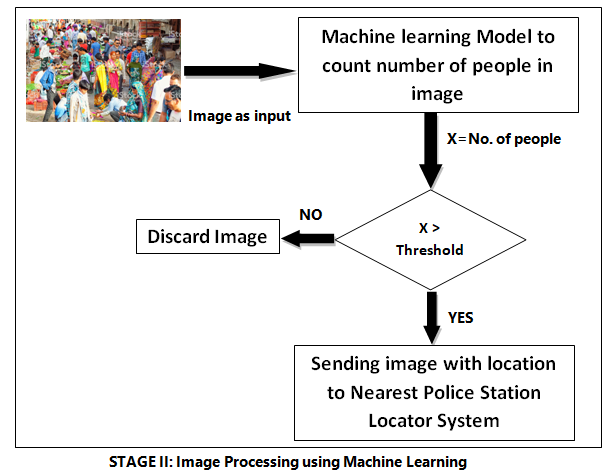 Machine learning Model to
count number of people in
image
Image as input
X=No. of people
X >
Threshold
NO
Discard Image
YES
Sending image with location
to Nearest Police Station
Locator System
STAGE II: Image Processing using Machine Learning